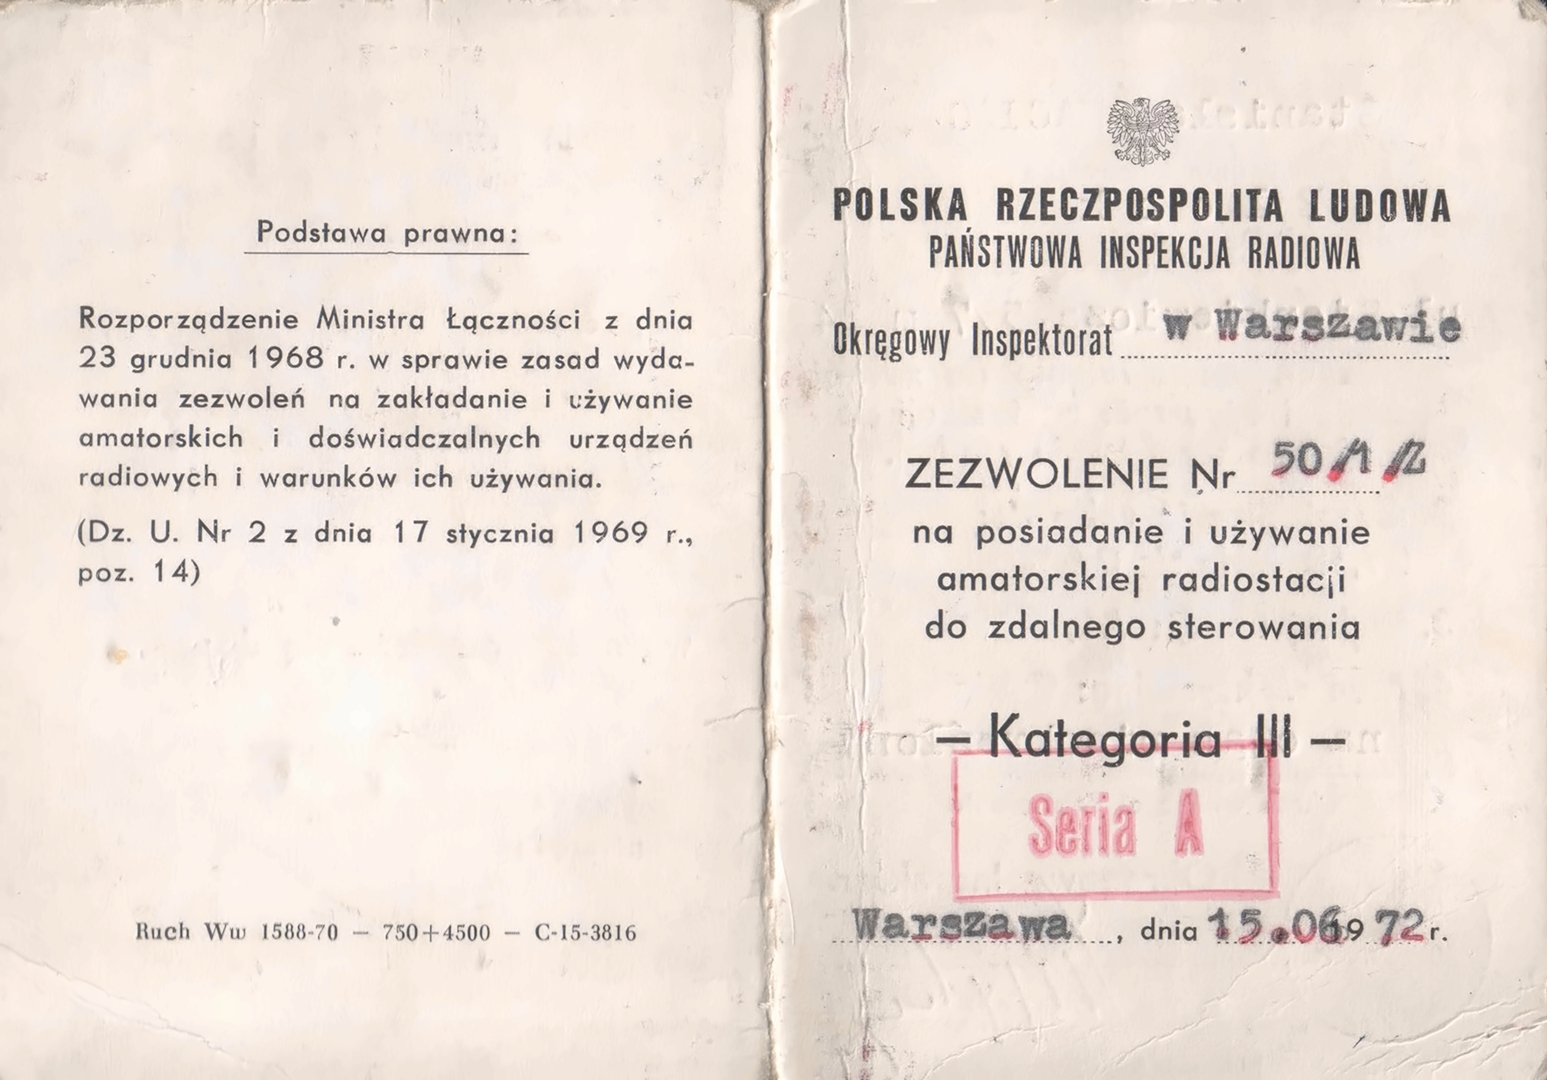 Podstawa prawna:
Rozporządzenie Ministra Łączności z dnia
23 grudnia 1968 r. w sprawie zasad wyda-
wania zezwoleń na zakładanie i używanie
amatorskich i doświadczalnych urządzeń
radiowych i warunków ich używania.
(Dz. U. Nr 2 z dnia 17 stycznia 1969 r.,
poz. 14)
Ruch Ww 1588-70 — 750+4500 — C-15-3816
POLSKA RZECZPOSPOLITA LUDOWA
PAŃSTWOWA INSPEKCJA RADIOWA
Okręgowy Inspektorat w Warszawie
ZEZWOLENIE Nr 50/1/Z
na posiadanie i używanie
amatorskiej radiostacji
do zdalnego sterowania
— Kategoria III —
Seria A
Warszawa, dnia 15.06.1972 r.